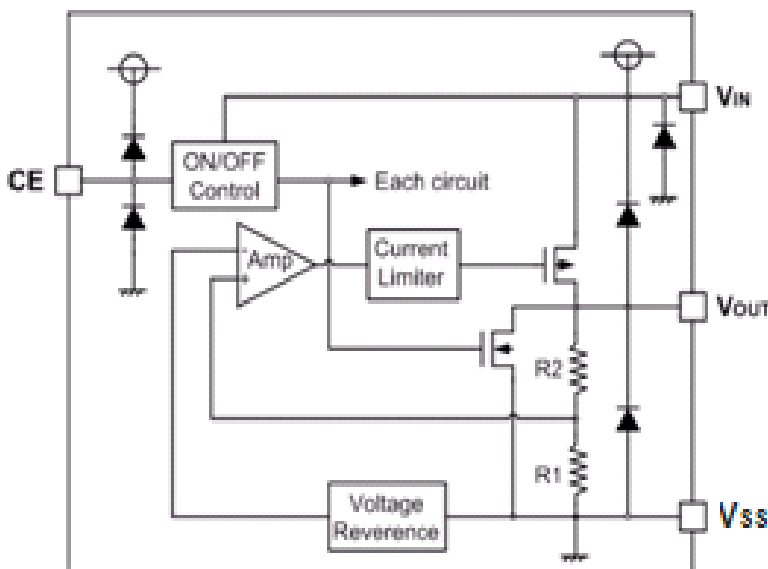 VIN
CE
ON/OFF
Control
Each circuit
Amp
-
+
Current
Limiter
VOUT
R2
R1
Voltage
Reverence
VSS